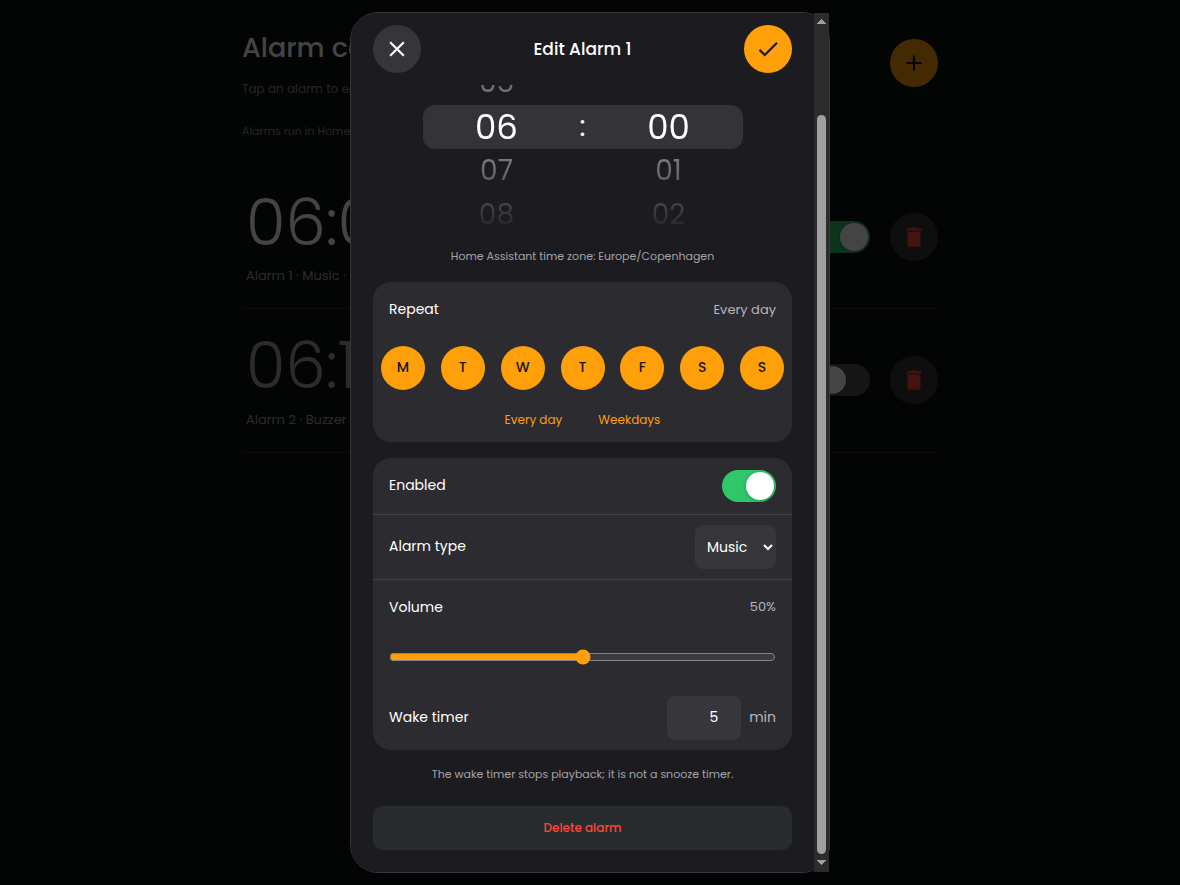 Alarm c
Tap an alarm to e
Alarms run in Home
06:0
Alarm 1 · Music ·
06:1
Alarm 2 · Buzzer
Edit Alarm 1
06 : 00
07 01
08 02
Home Assistant time zone: Europe/Copenhagen
Repeat Every day
M T W T F S S
Every day Weekdays
Enabled
Alarm type Music
Volume 50%
Wake timer 5 min
The wake timer stops playback; it is not a snooze timer.
Delete alarm